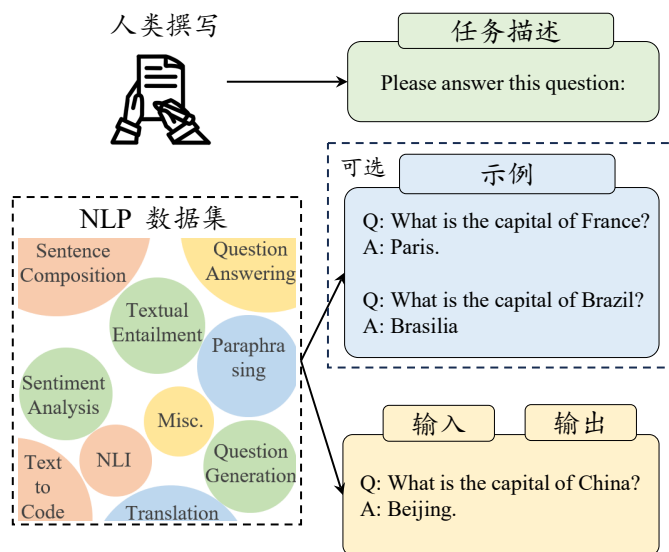 人类撰写
任务描述
Please answer this question:
可选
示例
Q: What is the capital of France?
A: Paris.
Q: What is the capital of Brazil?
A: Brasilia
NLP 数据集
Sentence
Composition
Question
Answering
Textual
Entailment
Paraphra
sing
Sentiment
Analysis
Misc.
NLI
Question
Generation
Text
to
Code
Translation
输入
输出
Q: What is the capital of China?
A: Beijing.